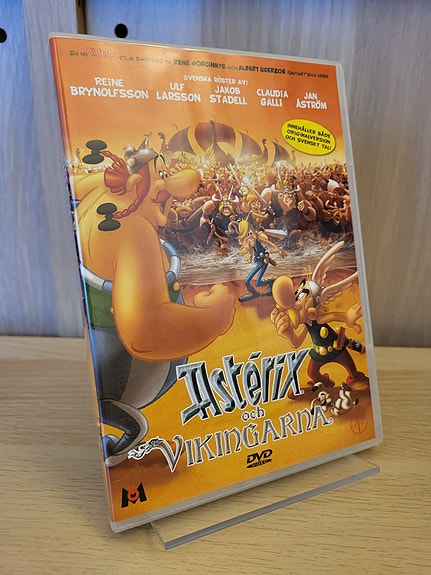 EN NY Asterix-FILM BASERAD PÅ RENÉ GOSCINNYS OCH ALBERT UDERZOS FANTASTISKA VERK
SVENSKA RÖSTER AV:
REINE BRYNOLFSSON
ULF LARSSON
JAKOB STADELL
CLAUDIA GALLI
JAN ÅSTRÖM
INNEHÅLLER BÅDE
ORIGINALVERSION
OCH SVENSKT TAL!
Astérix
och
VIKINGARNA
DVD
VIDEO
M